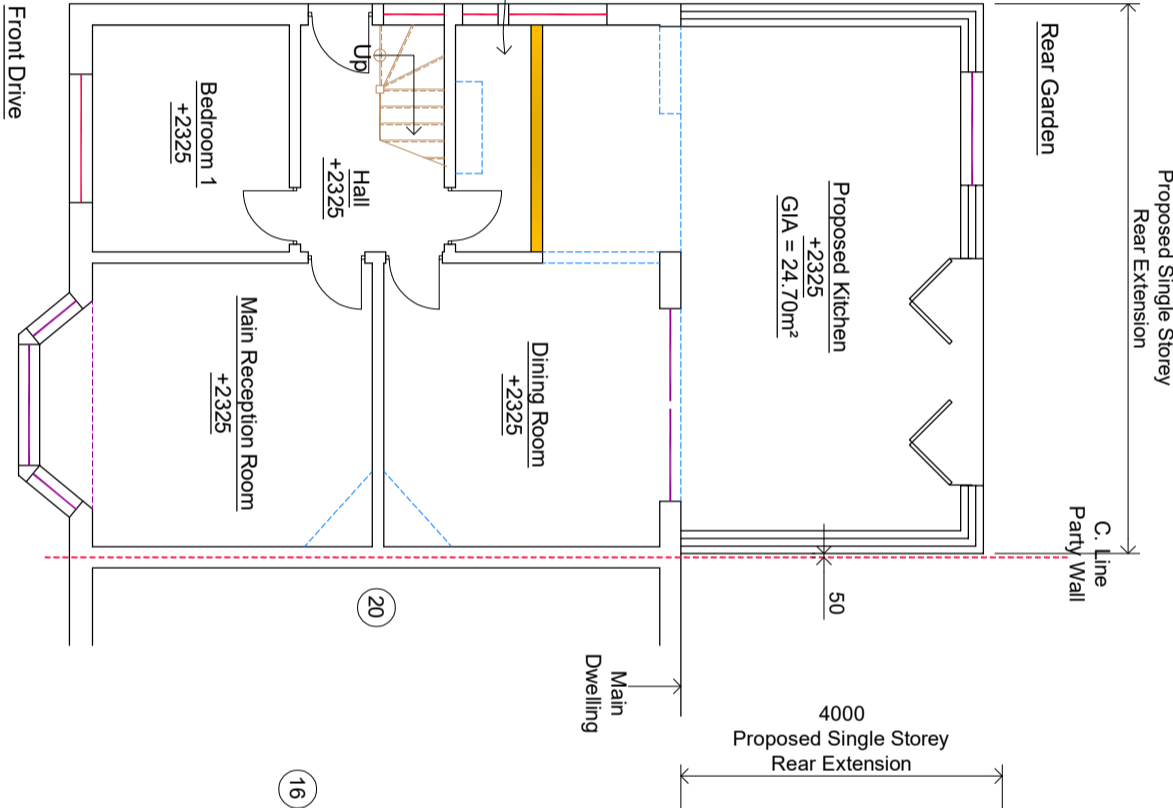 Front Drive
Bedroom 1
+2325
Up
Hall
+2325
Main Reception Room
+2325
Dining Room
+2325
Proposed Kitchen
+2325
GIA = 24.70m²
Rear Garden
Proposed Single Storey
Rear Extension
C. Line
Party Wall
50
20
Main
Dwelling
4000
Proposed Single Storey
Rear Extension
16